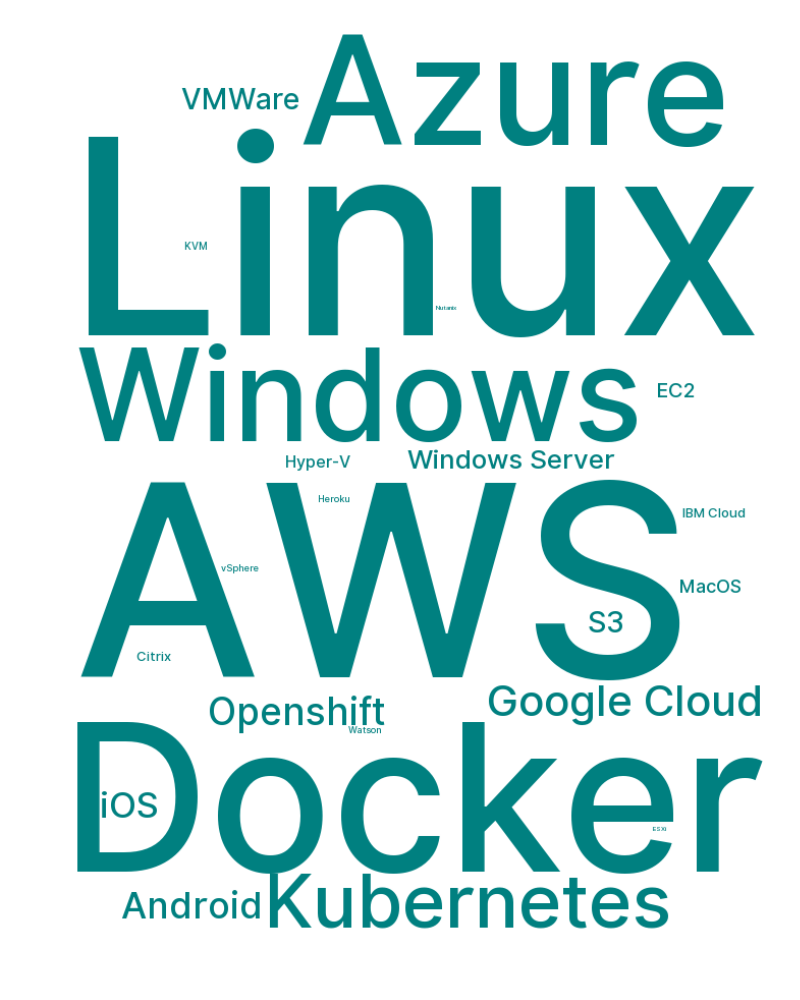 Azure
VMWare
Linux
KVM
Nutanix
Windows
EC2
Windows Server
Hyper-V
AWS
Heroku
IBM Cloud
vSphere
MacOS
S3
Citrix
Google Cloud
Openshift
Watson
Docker
iOS
ESXi
Kubernetes
Android